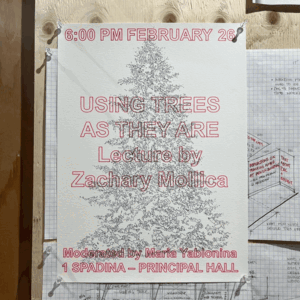 6:00 PM FEBRUARY 26
USING TREES
AS THEY ARE
Lecture by
Zachary Mollica
Moderated by Maria Yablonina
1 SPADINA – PRINCIPAL HALL